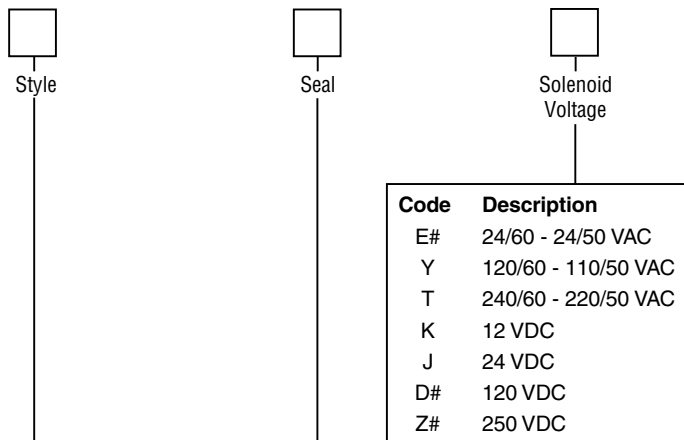 Style
Seal
Solenoid
Voltage
Code Description
E# 24/60 - 24/50 VAC
Y 120/60 - 110/50 VAC
T 240/60 - 220/50 VAC
K 12 VDC
J 24 VDC
D# 120 VDC
Z# 250 VDC